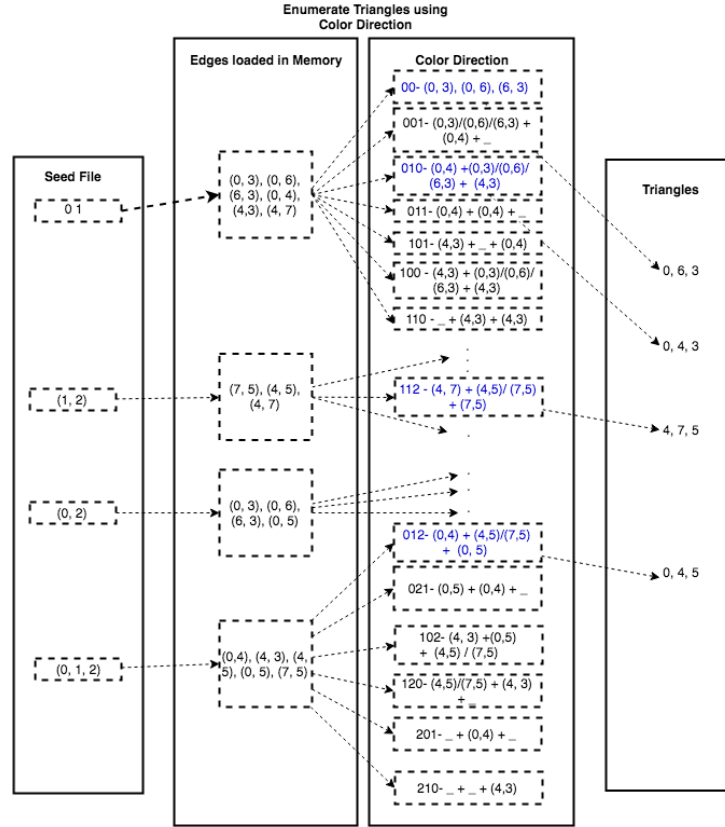 Enumerate Triangles using
Color Direction
Seed File
0 1
(1, 2)
(0, 2)
(0, 1, 2)
Edges loaded in Memory
(0, 3), (0, 6),
(6, 3), (0, 4),
(4,3), (4, 7)
(7, 5), (4, 5),
(4, 7)
(0, 3), (0, 6),
(6, 3), (0, 5)
(0,4), (4, 3), (4,
5), (0, 5), (7, 5)
Color Direction
00- (0, 3), (0, 6), (6, 3)
001- (0,3)/(0,6)/(6,3) +
(0,4) + _
010- (0,4) +(0,3)/(0,6)/
(6,3) + (4,3)
011- (0,4) + (0,4) + _
101- (4,3) + _ + (0,4)
100 - (4,3) + (0,3)/(0,6)/
(6,3) + (4,3)
110 - _ + (4,3) + (4,3)
112 - (4, 7) + (4,5)/ (7,5)
+ (7,5)
012- (0,4) + (4,5)/(7,5)
+ (0, 5)
021- (0,5) + (0,4) + _
102- (4, 3) +(0,5)
+ (4,5) / (7,5)
120- (4,5)/(7,5) + (4, 3)
+ _
201- _ + (0,4) + _
210- _ + _ + (4,3)
Triangles
0, 6, 3
0, 4, 3
4, 7, 5
0, 4, 5